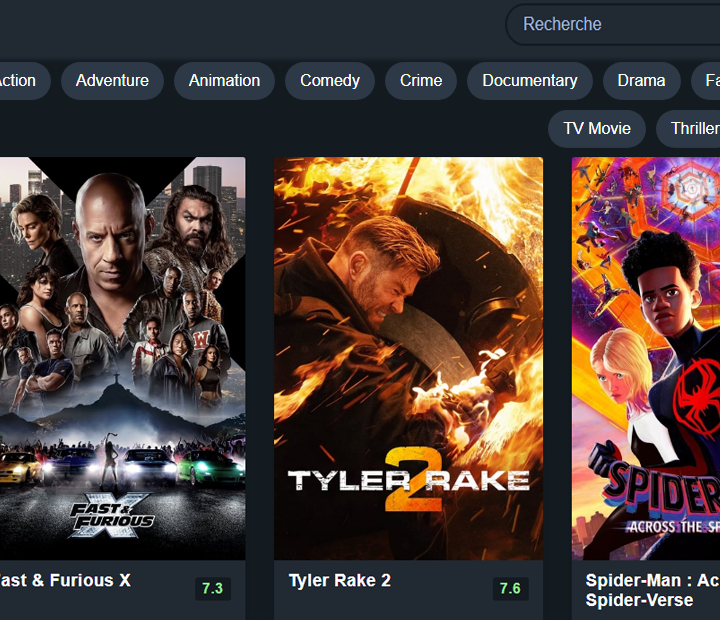 Recherche
ction
Adventure
Animation
Comedy
Crime
Documentary
Drama
Fa
TV Movie
Thriller
FAST &
FURIOUS
X
TYLER 2 RAKE
W
SPIDER
ACROSS THE SP
ast & Furious X
7.3
Tyler Rake 2
7.6
Spider-Man : Ac
Spider-Verse